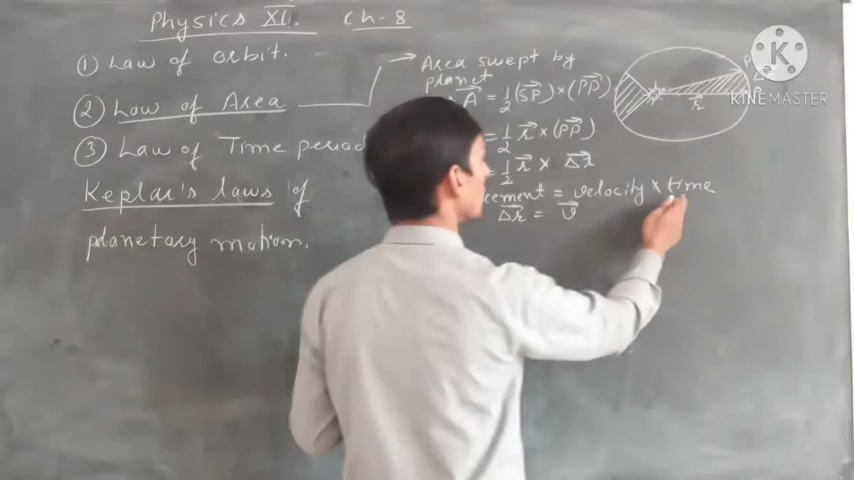 Physics XI. Ch-8
① Law of orbit.
② Low of Area
③ Law of Time period
Keplar's laws of
planetary motion.
Area swept by
planet
A⃗ = 1/2 (SP⃗) × (PP⃗)
= 1/2 r⃗ × (PP⃗)
= 1/2 r⃗ × Δr⃗
cement = velocity × time
Δr⃗ = v⃗
r
K
KINEMASTER